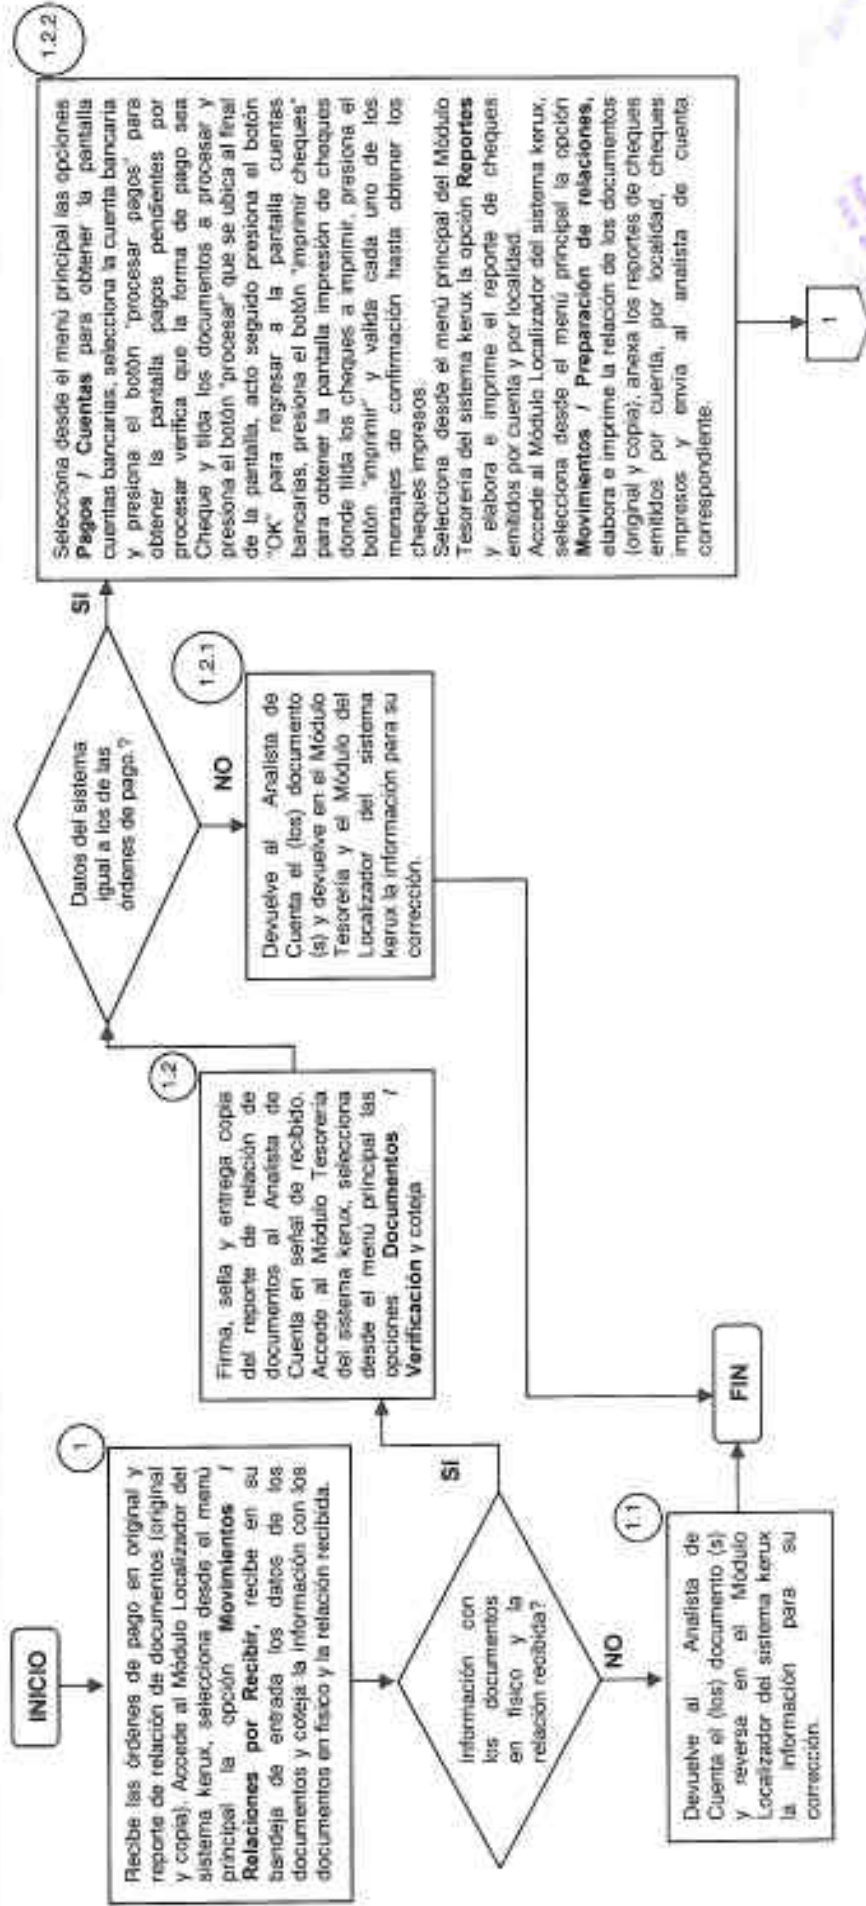 INICIO
1
Recibe las órdenes de pago en original y
reporte de relación de documentos (original
y copia). Accede al Módulo Localizador del
sistema kerux, selecciona desde el menú
principal la opción Movimientos /
Relaciones por Recibir, recibe en su
bandeja de entrada los datos de los
documentos y coteja la información con los
documentos en físico y la relación recibida.
Información con
los documentos
en físico y la
relación recibida?
SI
NO
1.1
Devuelve al Analista de
Cuenta el (los) documento (s)
y reversa en el Módulo
Localizador del sistema kerux
la información para su
corrección.
FIN
1.2
Firma, sella y entrega copia
del reporte de relación de
documentos al Analista de
Cuenta en señal de recibido.
Accede al Módulo Tesorería
del sistema kerux, selecciona
desde el menú principal las
opciones Documentos /
Verificación y coteja
Datos del sistema
igual a los de las
órdenes de pago.?
SI
NO
1.2.1
Devuelve al Analista de
Cuenta el (los) documento
(s) y devuelve en el Módulo
Tesorería y el Módulo del
Localizador del sistema
kerux la información para su
corrección.
1.2.2
Selecciona desde el menú principal las opciones
Pagos / Cuentas para obtener la pantalla
cuentas bancarias, selecciona la cuenta bancaria
y presiona el botón "procesar pagos" para
obtener la pantalla pagos pendientes por
procesar verifica que la forma de pago sea
Cheque y tilda los documentos a procesar y
presiona el botón "procesar" que se ubica al final
de la pantalla, acto seguido presiona el botón
"OK" para regresar a la pantalla cuentas
bancarias, presiona el botón "imprimir cheques"
para obtener la pantalla impresión de cheques
donde tilda los cheques a imprimir, presiona el
botón "imprimir" y valida cada uno de los
mensajes de confirmación hasta obtener los
cheques impresos.
Selecciona desde el menú principal del Módulo
Tesorería del sistema kerux la opción Reportes
y elabora e imprime el reporte de cheques
emitidos por cuenta y por localidad.
Accede al Módulo Localizador del sistema kerux,
selecciona desde el menú principal la opción
Movimientos / Preparación de relaciones,
elabora e imprime la relación de los documentos
(original y copia), anexa los reportes de cheques
emitidos por cuenta, por localidad, cheques
impresos y envía al analista de cuenta
correspondiente.
1